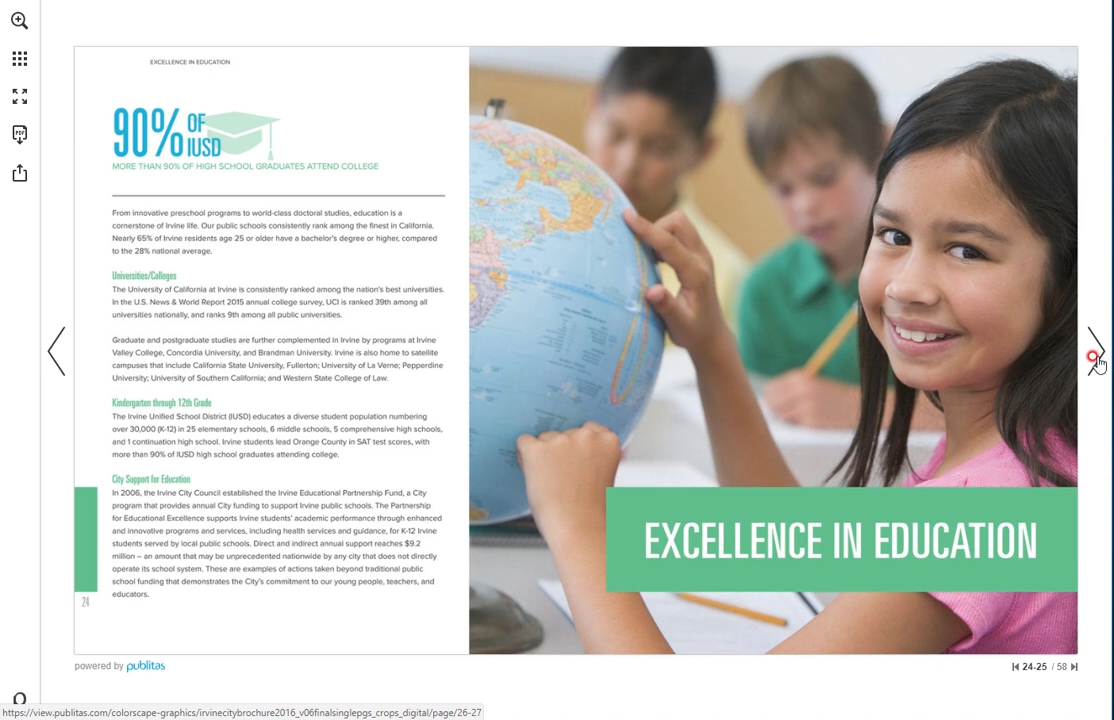 EXCELLENCE IN EDUCATION
90% OF
IUSD
MORE THAN 90% OF HIGH SCHOOL GRADUATES ATTEND COLLEGE
From innovative preschool programs to world-class doctoral studies, education is a
cornerstone of Irvine life. Our public schools consistently rank among the finest in California.
Nearly 65% of Irvine residents age 25 or older have a bachelor's degree or higher, compared
to the 28% national average.
Universities/Colleges
The University of California at Irvine is consistently ranked among the nation's best universities.
In the U.S. News & World Report 2015 annual college survey, UCI is ranked 39th among all
universities nationally, and ranks 9th among all public universities.
Graduate and postgraduate studies are further complemented in Irvine by programs at Irvine
Valley College, Concordia University, and Brandman University. Irvine is also home to satellite
campuses that include California State University, Fullerton; University of La Verne; Pepperdine
University; University of Southern California; and Western State College of Law.
Kindergarten through 12th Grade
The Irvine Unified School District (IUSD) educates a diverse student population numbering
over 30,000 (K-12) in 25 elementary schools, 6 middle schools, 5 comprehensive high schools,
and 1 continuation high school. Irvine students lead Orange County in SAT test scores, with
more than 90% of IUSD high school graduates attending college.
City Support for Education
In 2006, the Irvine City Council established the Irvine Educational Partnership Fund, a City
program that provides annual City funding to support Irvine public schools. The Partnership
for Educational Excellence supports Irvine students' academic performance through enhanced
and innovative programs and services, including health services and guidance, for K-12 Irvine
students served by local public schools. Direct and indirect annual support reaches $9.2
million – an amount that may be unprecedented nationwide by any city that does not directly
operate its school system. These are examples of actions taken beyond traditional public
school funding that demonstrates the City's commitment to our young people, teachers, and
educators.
24
EXCELLENCE IN EDUCATION
PDF
powered by publitas
24-25 / 58
https://view.publitas.com/colorscape-graphics/irvinecitybrochure2016_v06finalsinglepgs_crops_digital/page/26-27